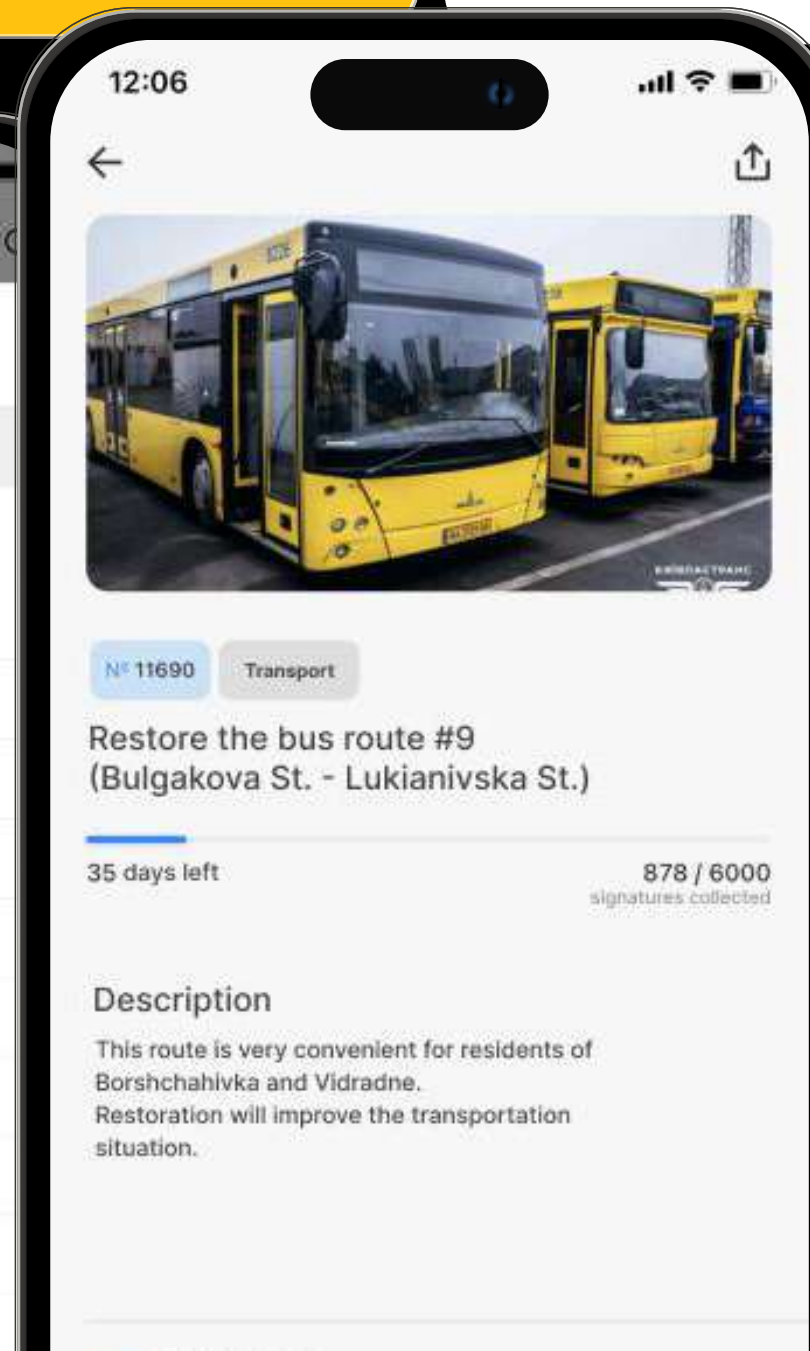 12:06
КИЇВПАСТРАНС
№ 11690
Transport
Restore the bus route #9
(Bulgakova St. - Lukianivska St.)
35 days left
878 / 6000
signatures collected
Description
This route is very convenient for residents of
Borshchahivka and Vidradne.
Restoration will improve the transportation
situation.